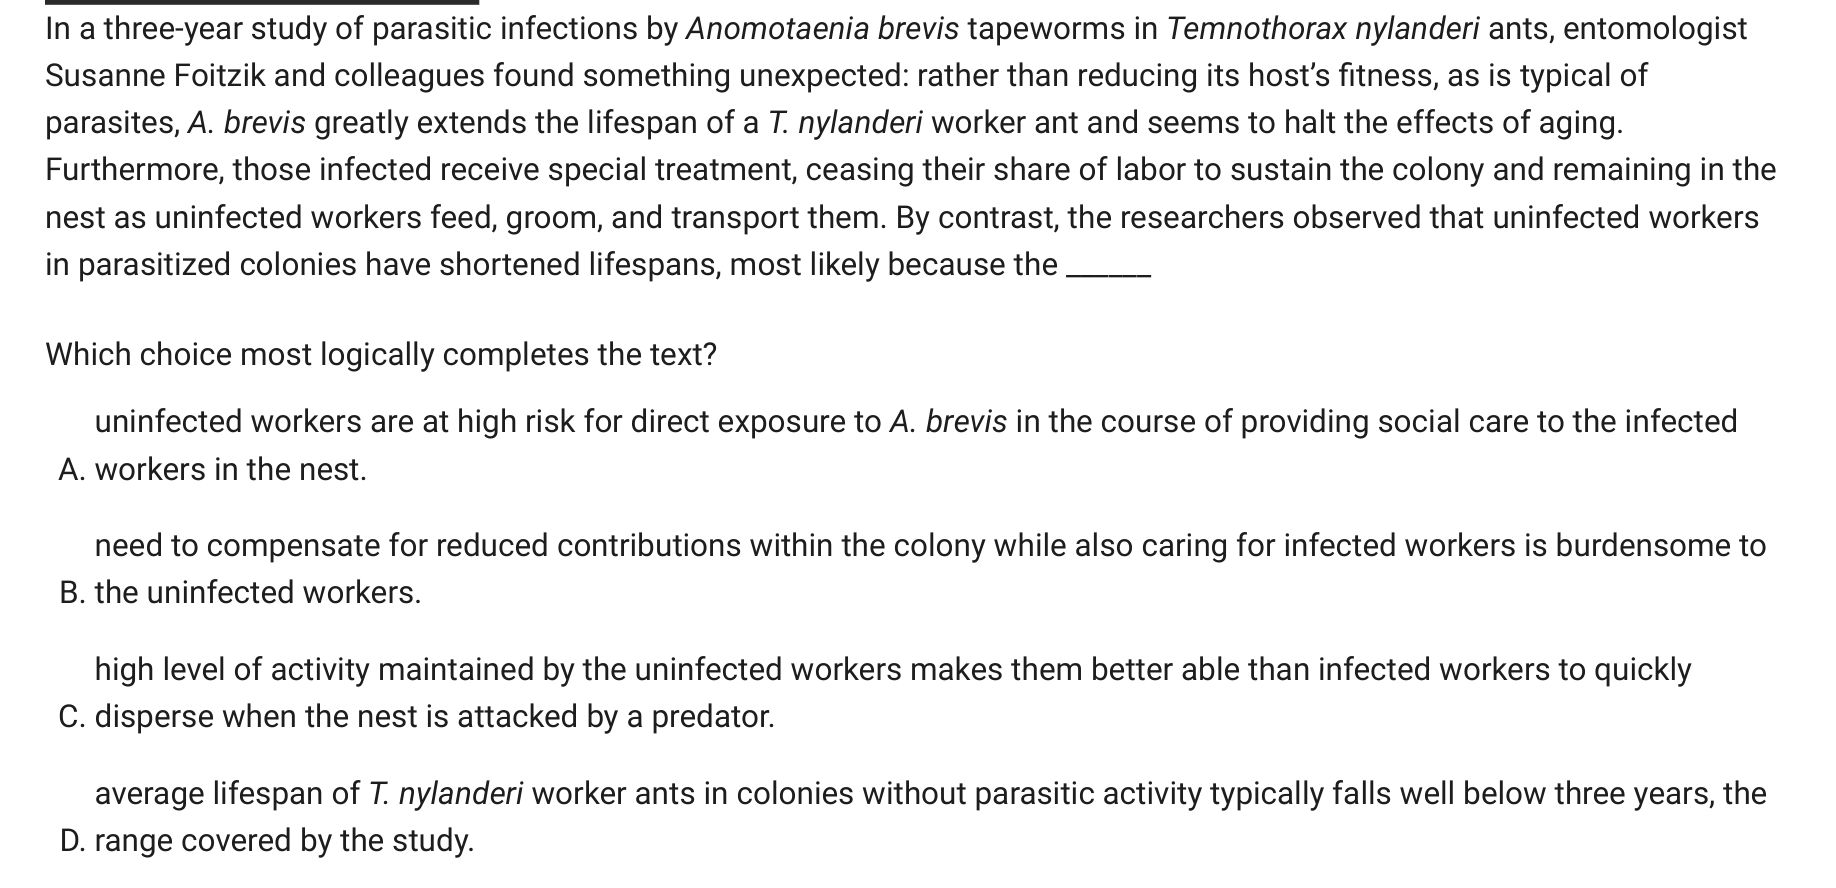 In a three-year study of parasitic infections by Anomotaenia brevis tapeworms in Temnothorax nylanderi ants, entomologist
Susanne Foitzik and colleagues found something unexpected: rather than reducing its host’s fitness, as is typical of
parasites, A. brevis greatly extends the lifespan of a T. nylanderi worker ant and seems to halt the effects of aging.
Furthermore, those infected receive special treatment, ceasing their share of labor to sustain the colony and remaining in the
nest as uninfected workers feed, groom, and transport them. By contrast, the researchers observed that uninfected workers
in parasitized colonies have shortened lifespans, most likely because the ______
Which choice most logically completes the text?
uninfected workers are at high risk for direct exposure to A. brevis in the course of providing social care to the infected
A. workers in the nest.
need to compensate for reduced contributions within the colony while also caring for infected workers is burdensome to
B. the uninfected workers.
high level of activity maintained by the uninfected workers makes them better able than infected workers to quickly
C. disperse when the nest is attacked by a predator.
average lifespan of T. nylanderi worker ants in colonies without parasitic activity typically falls well below three years, the
D. range covered by the study.